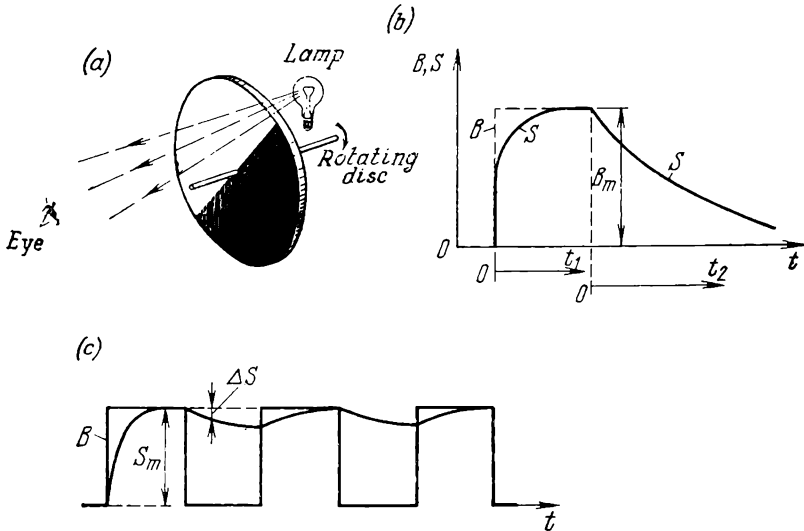 (a)
Lamp
Rotating
disc
Eye
(b)
B, S
B
S
B_m
S
0
t
0
t_1
0
t_2
(c)
ΔS
B
S_m
t